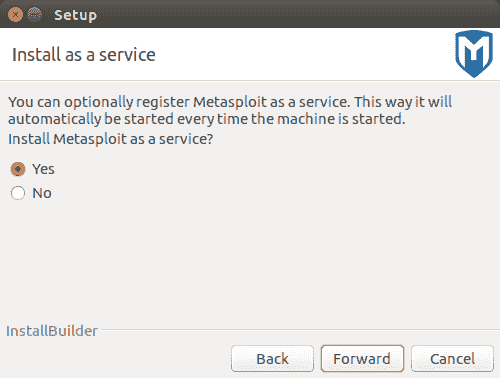 Setup
Install as a service
You can optionally register Metasploit as a service. This way it will
automatically be started every time the machine is started.
Install Metasploit as a service?
Yes
No
InstallBuilder
Back Forward Cancel